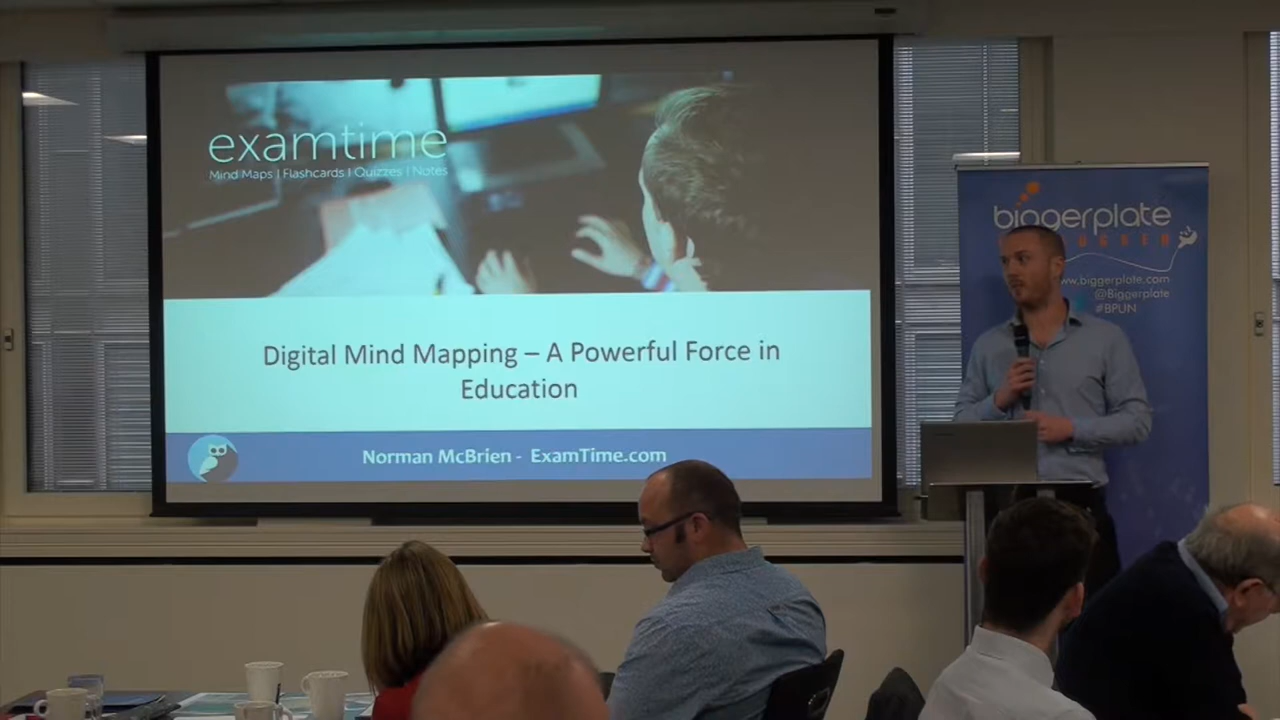 examtime
Mind Maps | Flashcards | Quizzes | Notes
Digital Mind Mapping – A Powerful Force in
Education
Norman McBrien - ExamTime.com
biggerplate
www.biggerplate.com
@Biggerplate
#BPUN